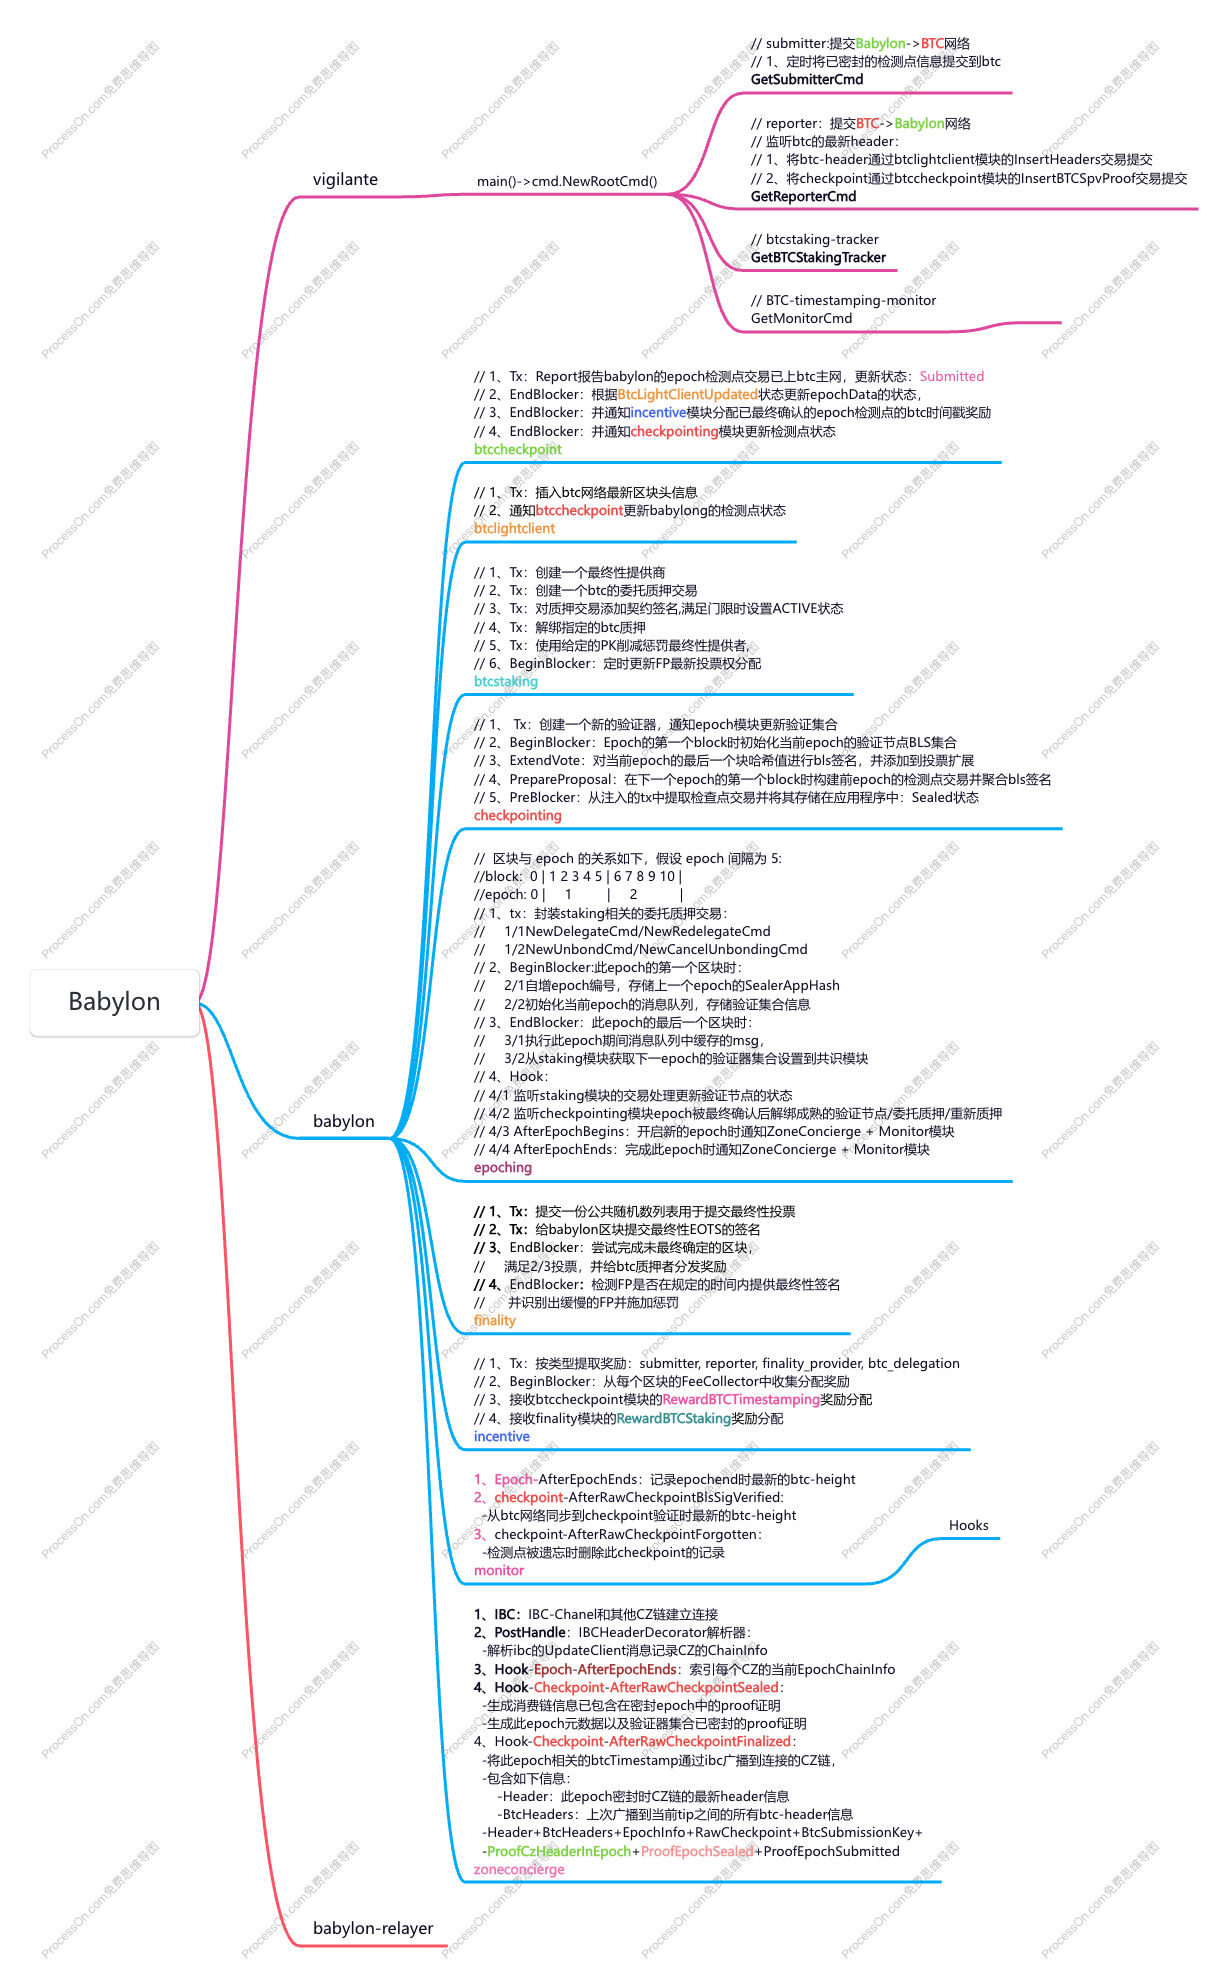 // submitter:提交Babylon->BTC网络
// 1、定时将已密封的检测点信息提交到btc
GetSubmitterCmd
// reporter：提交BTC->Babylon网络
// 监听btc的最新header：
// 1、将btc-header通过btclightclient模块的InsertHeaders交易提交
// 2、将checkpoint通过btccheckpoint模块的InsertBTCSpvProof交易提交
GetReporterCmd
vigilante
main()->cmd.NewRootCmd()
// btcstaking-tracker
GetBTCStakingTracker
// BTC-timestamping-monitor
GetMonitorCmd
// 1、Tx：Report报告babylon的epoch检测点交易已上btc主网，更新状态：Submitted
// 2、EndBlocker：根据BtcLightClientUpdated状态更新epochData的状态，
// 3、EndBlocker：并通知incentive模块分配已最终确认的epoch检测点的btc时间戳奖励
// 4、EndBlocker：并通知checkpointing模块更新检测点状态
btccheckpoint
// 1、Tx：插入btc网络最新区块头信息
// 2、通知btccheckpoint更新babylong的检测点状态
btclightclient
// 1、Tx：创建一个最终性提供商
// 2、Tx：创建一个btc的委托质押交易
// 3、Tx：对质押交易添加契约签名,满足门限时设置ACTIVE状态
// 4、Tx：解绑指定的btc质押
// 5、Tx：使用给定的PK削减惩罚最终性提供者,
// 6、BeginBlocker：定时更新FP最新投票权分配
btcstaking
// 1、 Tx：创建一个新的验证器，通知epoch模块更新验证集合
// 2、BeginBlocker：Epoch的第一个block时初始化当前epoch的验证节点BLS集合
// 3、ExtendVote：对当前epoch的最后一个块哈希值进行bls签名，并添加到投票扩展
// 4、PrepareProposal：在下一个epoch的第一个block时构建前epoch的检测点交易并聚合bls签名
// 5、PreBlocker：从注入的tx中提取检查点交易并将其存储在应用程序中：Sealed状态
checkpointing
//  区块与 epoch 的关系如下，假设 epoch 间隔为 5:
//block:  0 | 1 2 3 4 5 | 6 7 8 9 10 |
//epoch: 0 |     1         |     2           |
// 1、tx：封装staking相关的委托质押交易：
//     1/1NewDelegateCmd/NewRedelegateCmd
//     1/2NewUnbondCmd/NewCancelUnbondingCmd
// 2、BeginBlocker:此epoch的第一个区块时：
//     2/1自增epoch编号，存储上一个epoch的SealerAppHash
//     2/2初始化当前epoch的消息队列，存储验证集合信息
// 3、EndBlocker：此epoch的最后一个区块时：
//     3/1执行此epoch期间消息队列中缓存的msg，
//     3/2从staking模块获取下一epoch的验证器集合设置到共识模块
// 4、Hook：
// 4/1 监听staking模块的交易处理更新验证节点的状态
// 4/2 监听checkpointing模块epoch被最终确认后解绑成熟的验证节点/委托质押/重新质押
// 4/3 AfterEpochBegins：开启新的epoch时通知ZoneConcierge + Monitor模块
// 4/4 AfterEpochEnds：完成此epoch时通知ZoneConcierge + Monitor模块
epoching
Babylon
babylon
// 1、Tx：提交一份公共随机数列表用于提交最终性投票
// 2、Tx：给babylon区块提交最终性EOTS的签名
// 3、EndBlocker：尝试完成未最终确定的区块，
//     满足2/3投票，并给btc质押者分发奖励
// 4、EndBlocker：检测FP是否在规定的时间内提供最终性签名
//      并识别出缓慢的FP并施加惩罚
finality
// 1、Tx：按类型提取奖励：submitter, reporter, finality_provider, btc_delegation
// 2、BeginBlocker：从每个区块的FeeCollector中收集分配奖励
// 3、接收btccheckpoint模块的RewardBTCTimestamping奖励分配
// 4、接收finality模块的RewardBTCStaking奖励分配
incentive
1、Epoch-AfterEpochEnds：记录epochend时最新的btc-height
2、checkpoint-AfterRawCheckpointBlsSigVerified:
-从btc网络同步到checkpoint验证时最新的btc-height
3、checkpoint-AfterRawCheckpointForgotten：
-检测点被遗忘时删除此checkpoint的记录
monitor
Hooks
1、IBC：IBC-Chanel和其他CZ链建立连接
2、PostHandle：IBCHeaderDecorator解析器：
-解析ibc的UpdateClient消息记录CZ的ChainInfo
3、Hook-Epoch-AfterEpochEnds：索引每个CZ的当前EpochChainInfo
4、Hook-Checkpoint-AfterRawCheckpointSealed：
-生成消费链信息已包含在密封epoch中的proof证明
-生成此epoch元数据以及验证器集合已密封的proof证明
4、Hook-Checkpoint-AfterRawCheckpointFinalized：
-将此epoch相关的btcTimestamp通过ibc广播到连接的CZ链，
-包含如下信息：
-Header：此epoch密封时CZ链的最新header信息
-BtcHeaders：上次广播到当前tip之间的所有btc-header信息
-Header+BtcHeaders+EpochInfo+RawCheckpoint+BtcSubmissionKey+
-ProofCzHeaderInEpoch+ProofEpochSealed+ProofEpochSubmitted
zoneconcierge
babylon-relayer
ProcessOn.com免费思维导图